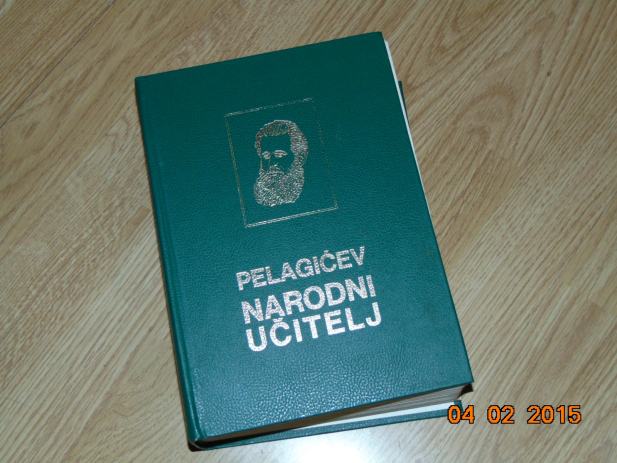 PELAGIĆEV
NARODNI
UČITELJ
04 02 2015